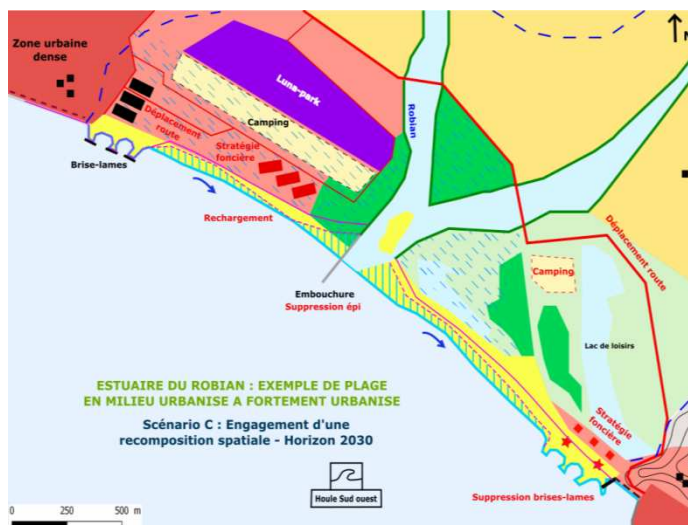 Zone urbaine
dense
N
Luna-park
Camping
Robian
Déplacement
route
Stratégie
foncière
Brise-lames
Rechargement
Embouchure
Suppression épi
Camping
Déplacement route
Lac de loisirs
Stratégie
foncière
ESTUAIRE DU ROBIAN : EXEMPLE DE PLAGE
EN MILIEU URBANISE A FORTEMENT URBANISE
Scénario C : Engagement d'une
recomposition spatiale - Horizon 2030
Houle Sud ouest
Suppression brises-lames
0 250 500 m